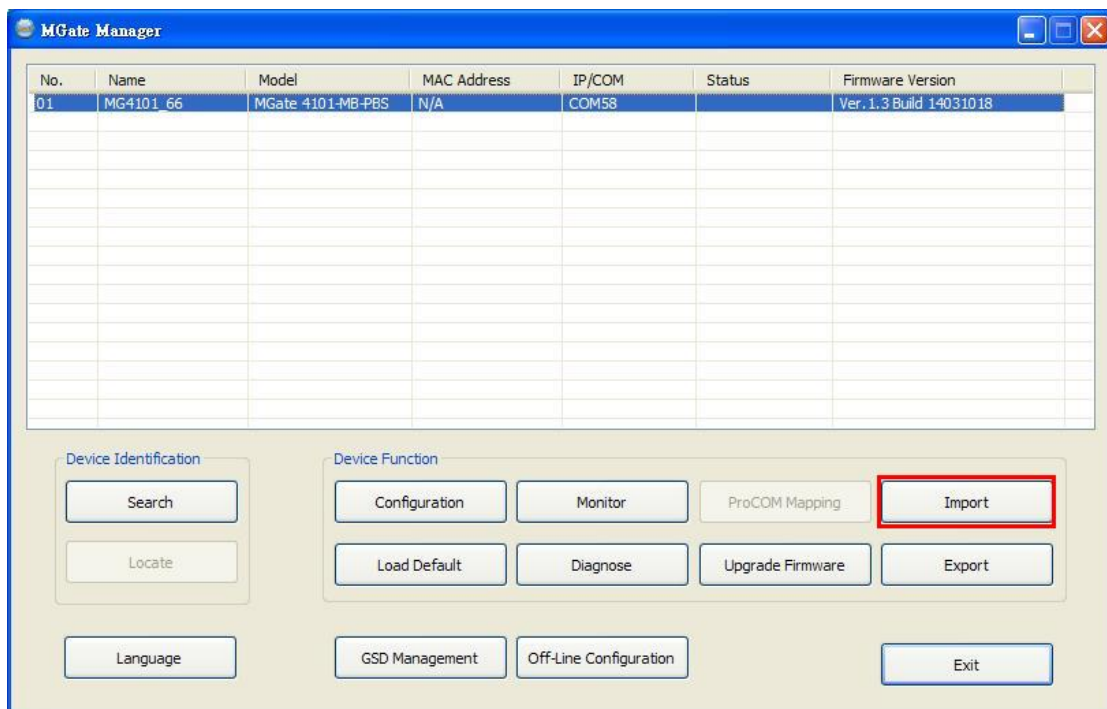 MGate Manager
No. Name Model MAC Address IP/COM Status Firmware Version
01 MG4101_66 MGate 4101-MB-PBS N/A COM58 Ver.1.3 Build 14031018
Device Identification Device Function
Search Configuration Monitor ProCOM Mapping Import
Locate Load Default Diagnose Upgrade Firmware Export
Language GSD Management Off-Line Configuration Exit